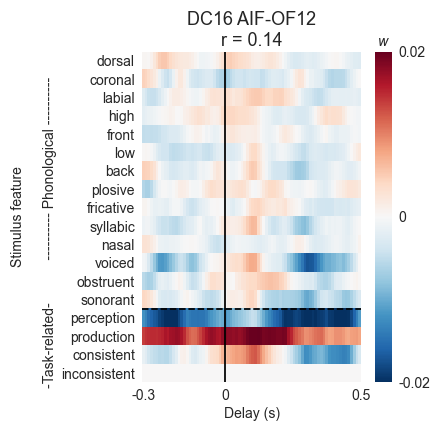 DC16 AIF-OF12
r = 0.14
w
dorsal
coronal
labial
high
front
low
back
plosive
fricative
syllabic
nasal
voiced
obstruent
sonorant
perception
production
consistent
inconsistent
Stimulus feature
-Task-related- ---------- Phonological ----------
-0.3
0
0.5
Delay (s)
0.02
0
-0.02